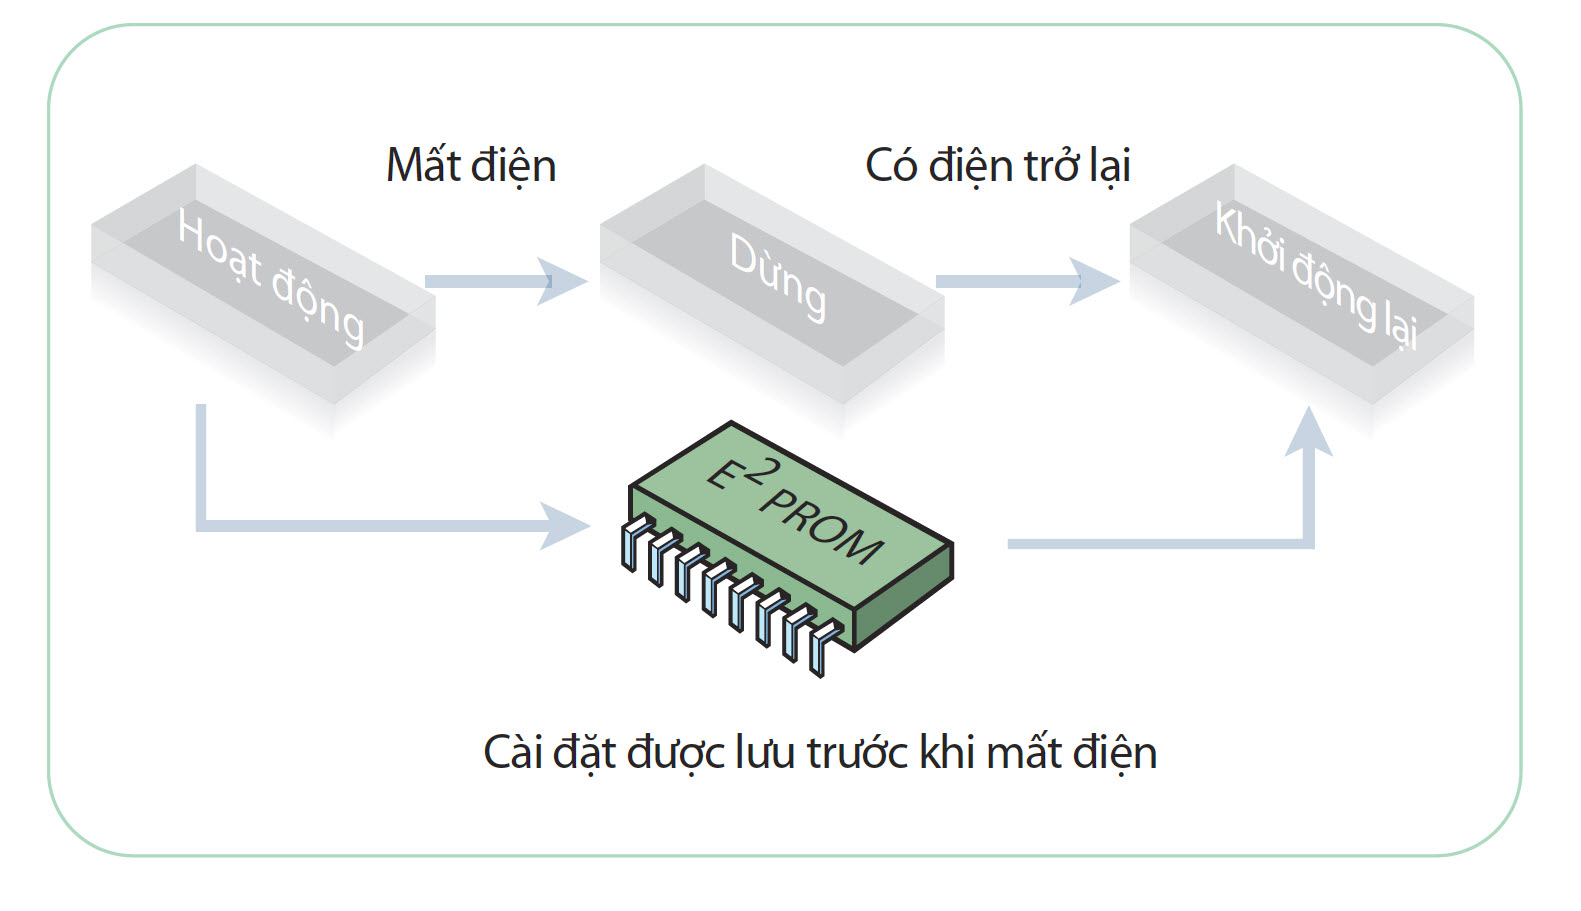 Mất điện
Có điện trở lại
Hoạt động
Dừng
Khởi động lại
E² PROM
Cài đặt được lưu trước khi mất điện